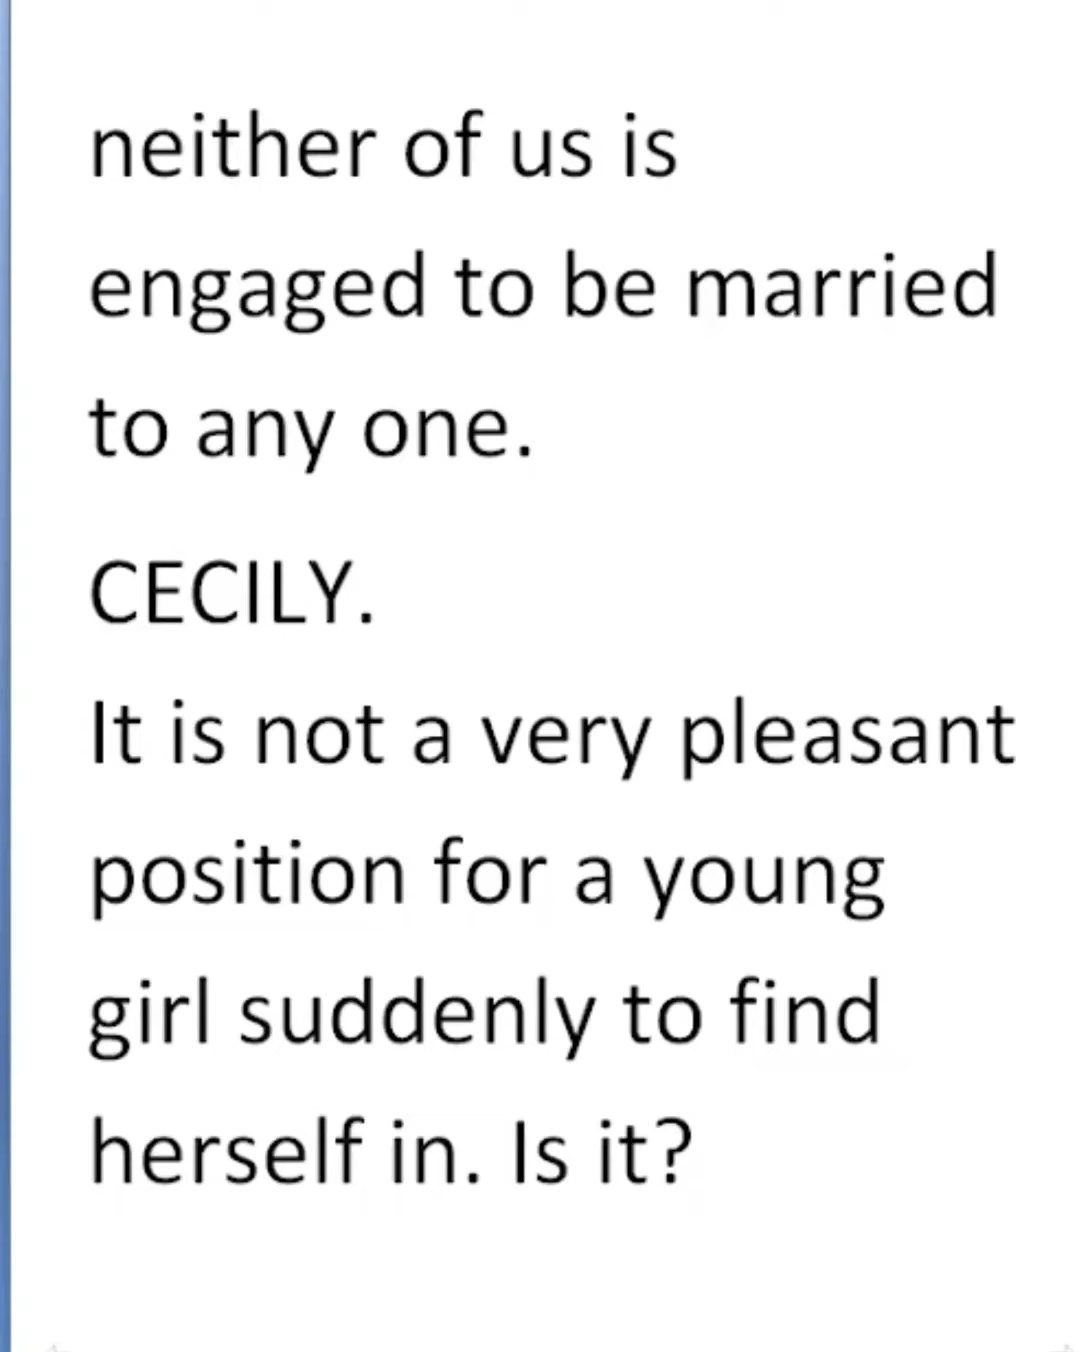 neither of us is
engaged to be married
to any one.
CECILY.
It is not a very pleasant
position for a young
girl suddenly to find
herself in. Is it?